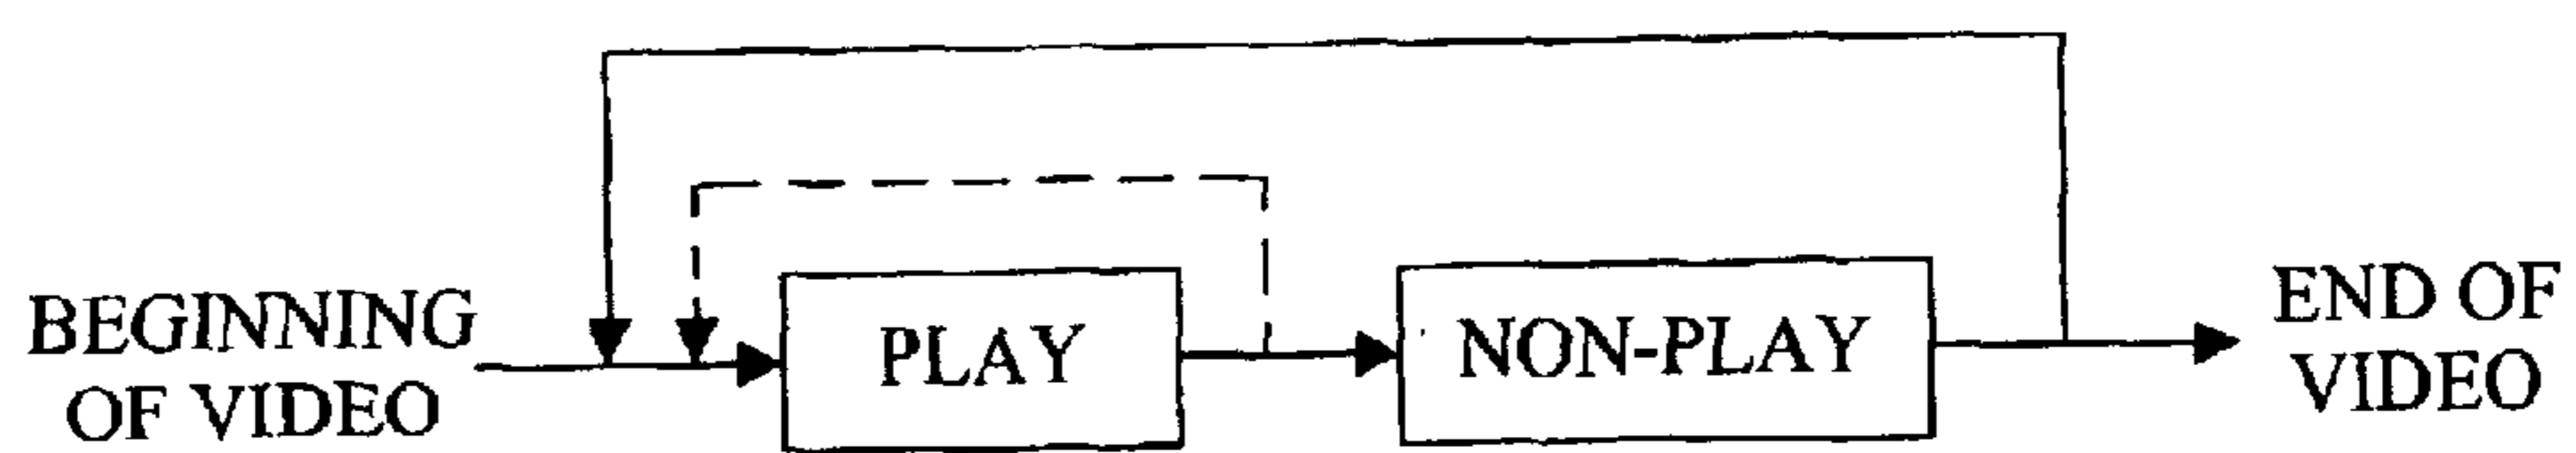 BEGINNING
OF VIDEO
PLAY
NON-PLAY
END OF
VIDEO